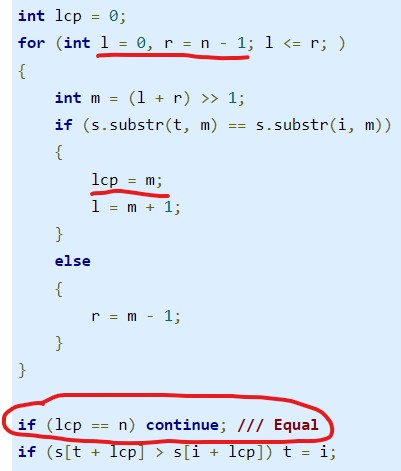 int lcp = 0;
for (int l = 0, r = n - 1; l <= r; )
{
int m = (l + r) >> 1;
if (s.substr(t, m) == s.substr(i, m))
{
lcp = m;
l = m + 1;
}
else
{
r = m - 1;
}
}
if (lcp == n) continue; /// Equal
if (s[t + lcp] > s[i + lcp]) t = i;